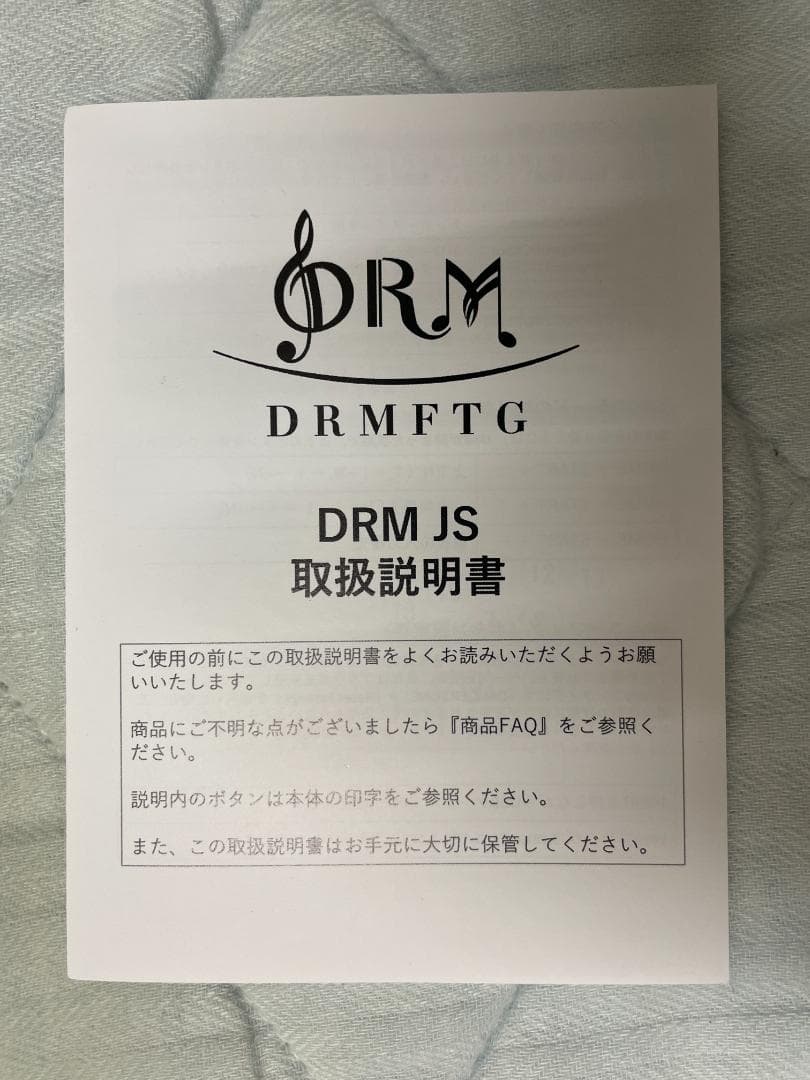 DRM
DRMFTG
DRM JS
取扱説明書
ご使用の前にこの取扱説明書をよくお読みいただくようお願
いいたします。
商品にご不明な点がございましたら『商品FAQ』をご参照く
ださい。
説明内のボタンは本体の印字をご参照ください。
また、この取扱説明書はお手元に大切に保管してください。